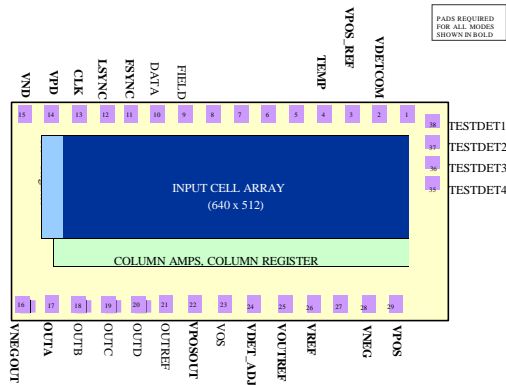 PADS REQUIRED
FOR ALL MODES
SHOWN IN BOLD
VND
VPD
CLK
LSYNC
FSYNC
DATA
FIELD
TEMP
VPOS_REF
VDETCOM
15 14 13 12 11 10 9 8 7 6 5 4 3 2 1
38 TESTDET1
37 TESTDET2
36 TESTDET3
35 TESTDET4
INPUT CELL ARRAY
(640 x 512)
COLUMN AMPS, COLUMN REGISTER
16 17 18 19 20 21 22 23 24 25 26 27 28 29
VNEGOUT
OUTA
OUTB
OUTC
OUTD
OUTREF
VPOSOUT
VOS
VDET_ADJ
VOUTREF
VREF
VNEG
VPOS